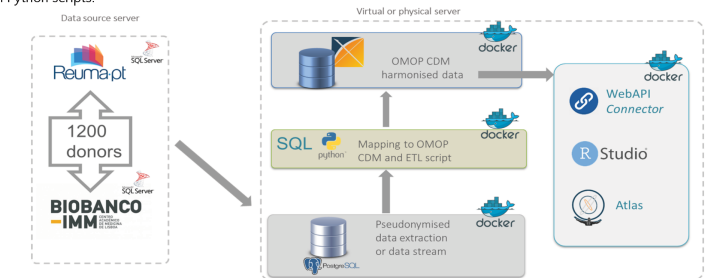 Python scripts.
Data source server
Virtual or physical server
Reuma.pt
Microsoft
SQL Server
1200
donors
Microsoft
SQL Server
BIOBANCO
–IMM
CENTRO
ACADÉMICO
DE MEDICINA
DE LISBOA
OMOP CDM
harmonised data
docker
SQL
python
Mapping to OMOP
CDM and ETL script
docker
Pseudonymised
data extraction
or data stream
docker
PostgreSQL
docker
WebAPI
Connector
R Studio
Atlas